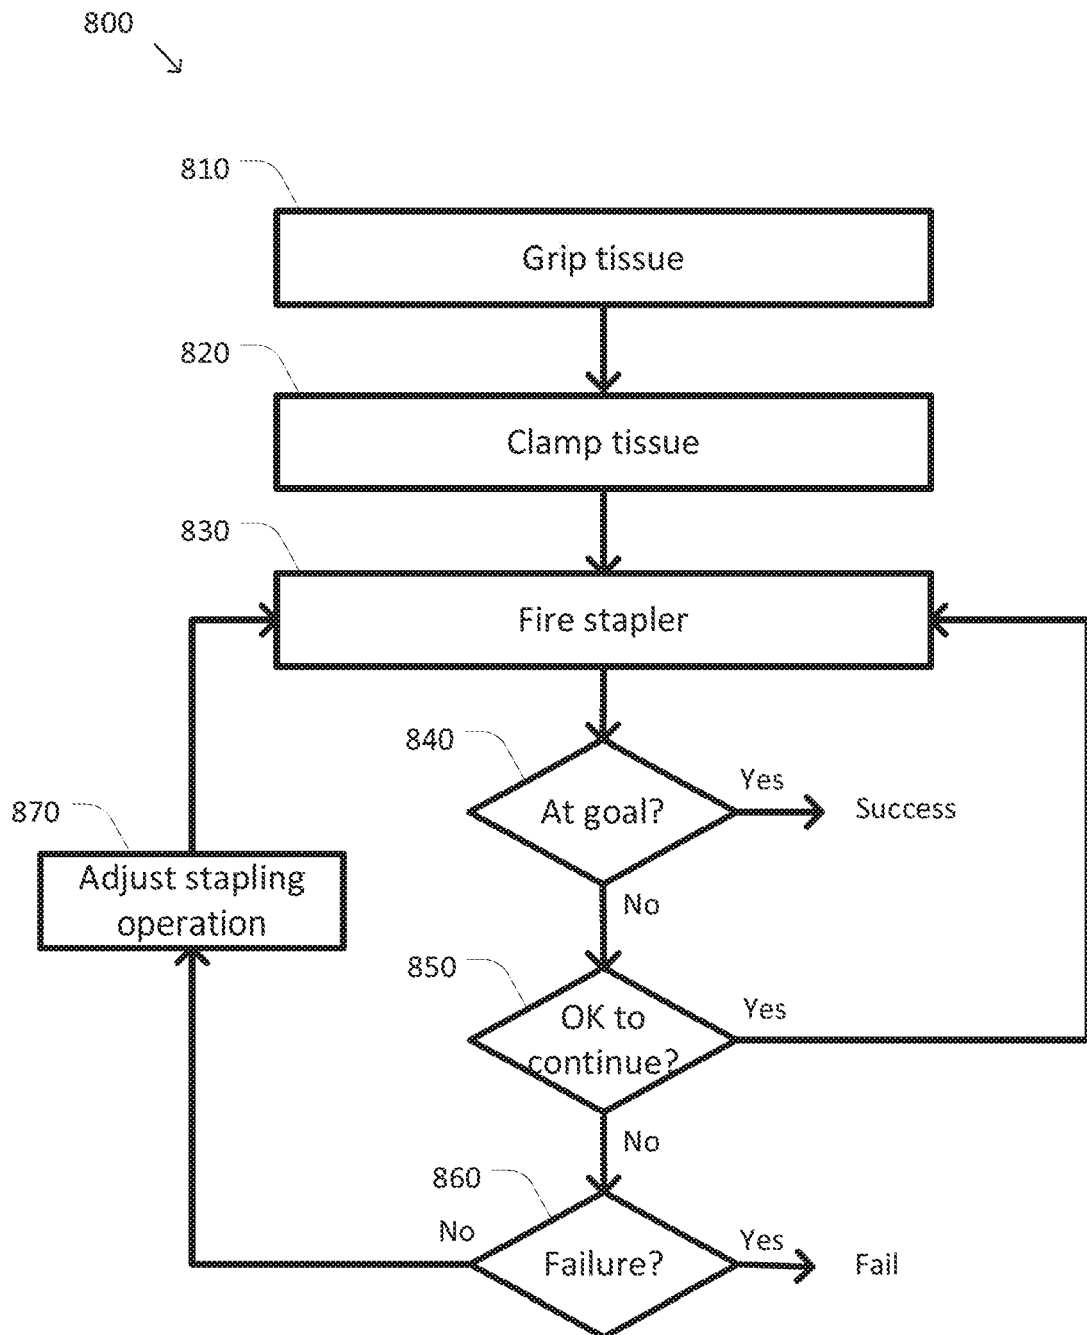 800
810
Grip tissue
820
Clamp tissue
830
Fire stapler
840
At goal?
Yes
Success
No
870
Adjust stapling
operation
850
OK to
continue?
Yes
No
860
Failure?
No
Yes
Fail